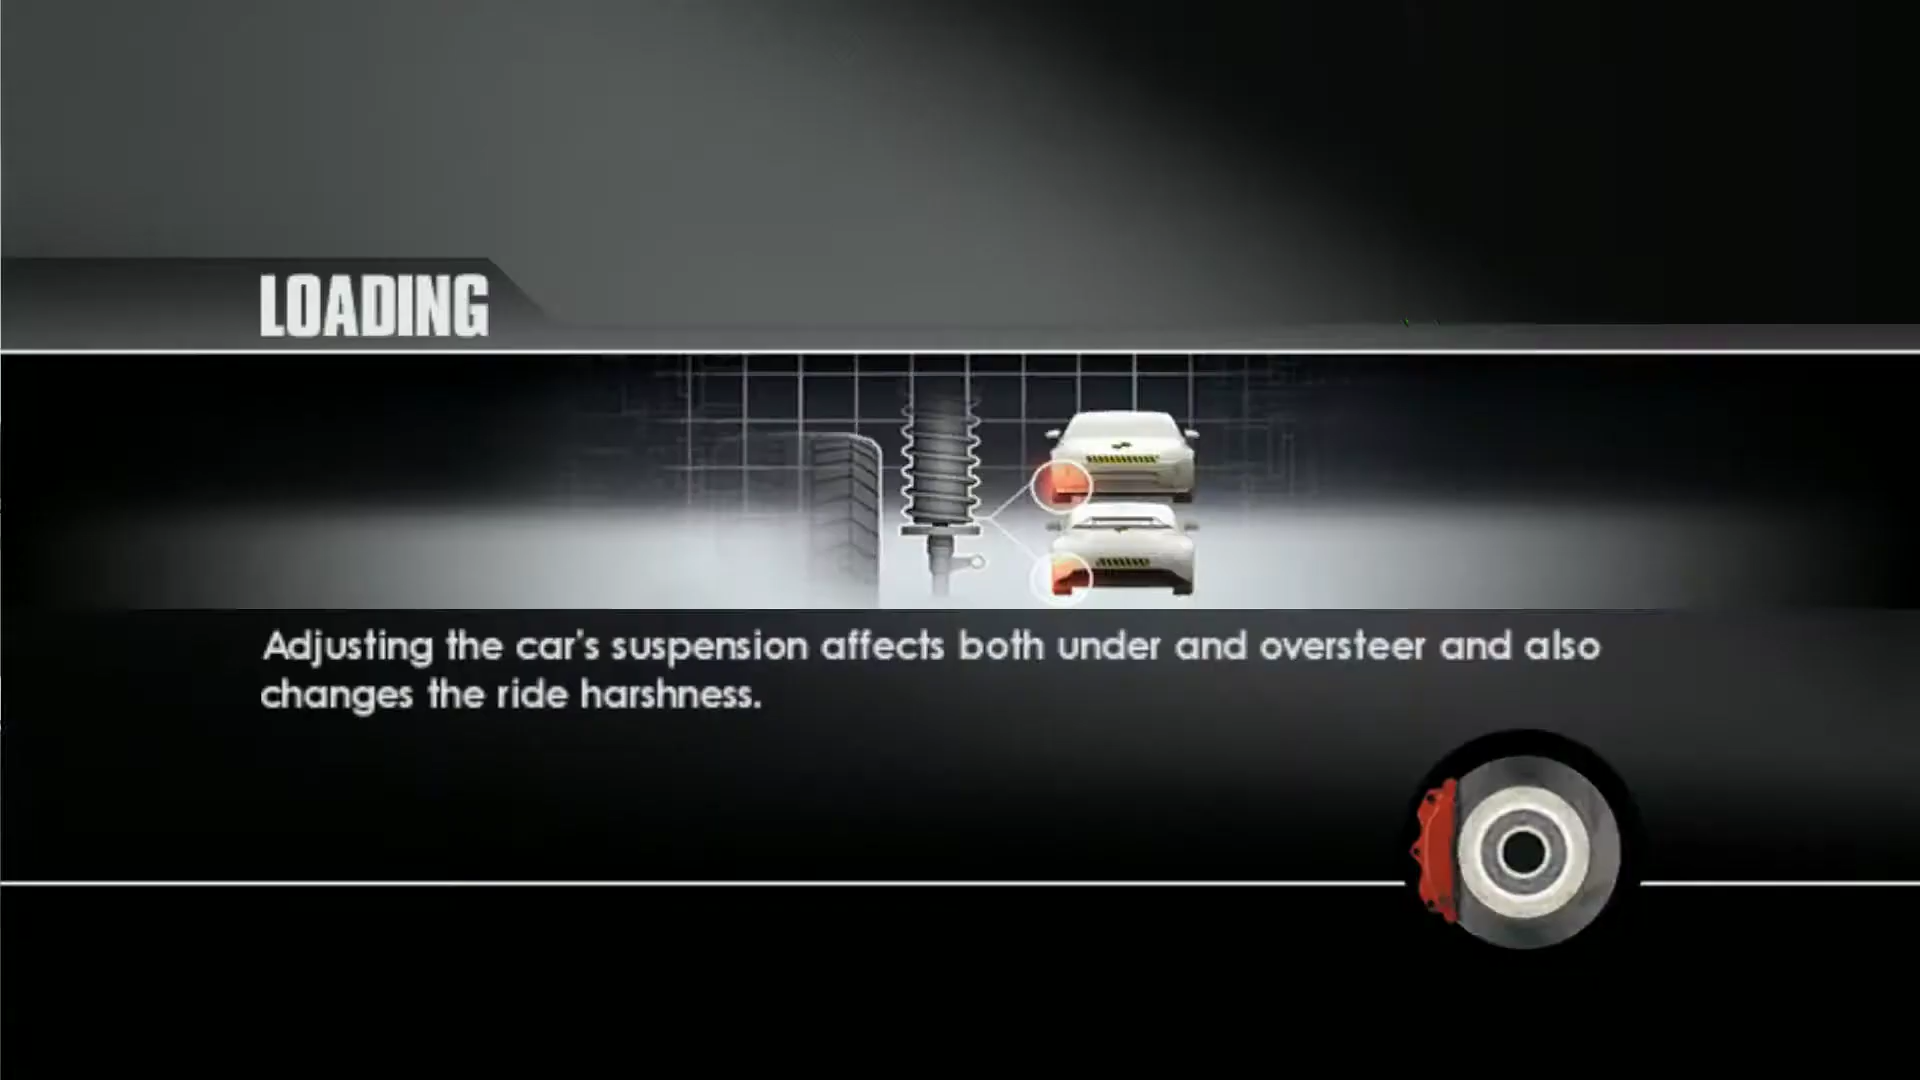 LOADING
Adjusting the car's suspension affects both under and oversteer and also
changes the ride harshness.